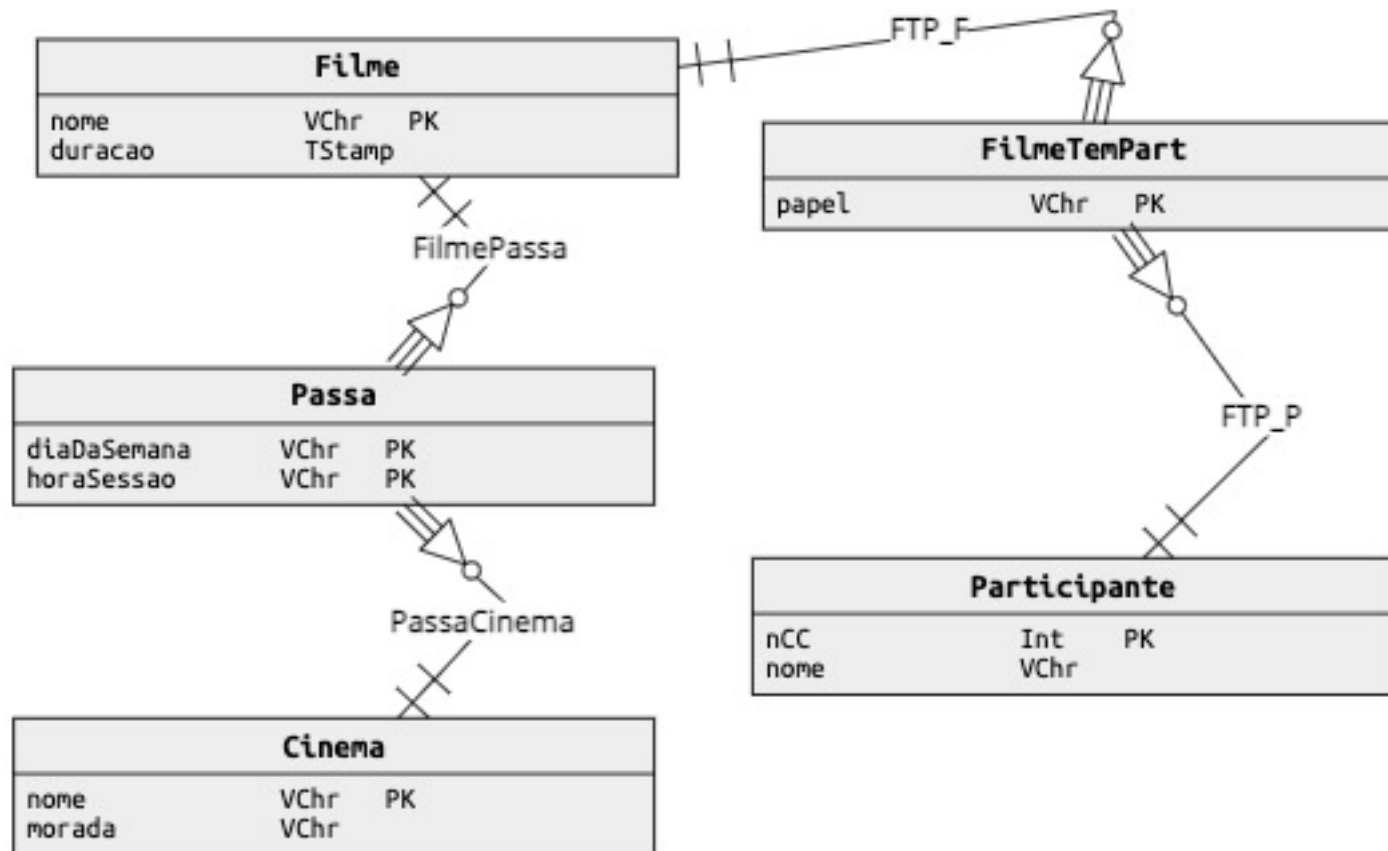 FTP_F
Filme
nome VChr PK
duracao TStamp
FilmeTemPart
papel VChr PK
FilmePassa
Passa
diaDaSemana VChr PK
horaSessao VChr PK
FTP_P
PassaCinema
Participante
nCC Int PK
nome VChr
Cinema
nome VChr PK
morada VChr